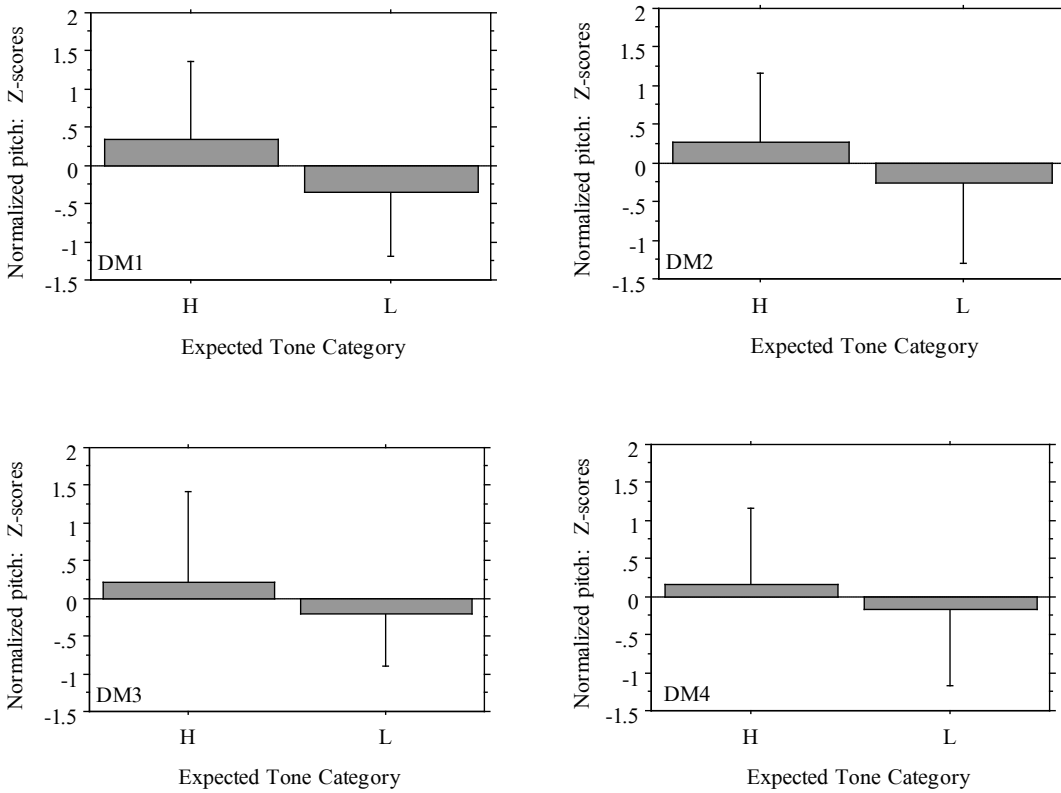 Normalized pitch: Z-scores
2
1.5
1
.5
0
-.5
-1
-1.5
DM1
H L
Expected Tone Category
Normalized pitch: Z-scores
2
1.5
1
.5
0
-.5
-1
-1.5
DM2
H L
Expected Tone Category
Normalized pitch: Z-scores
2
1.5
1
.5
0
-.5
-1
-1.5
DM3
H L
Expected Tone Category
Normalized pitch: Z-scores
2
1.5
1
.5
0
-.5
-1
-1.5
DM4
H L
Expected Tone Category